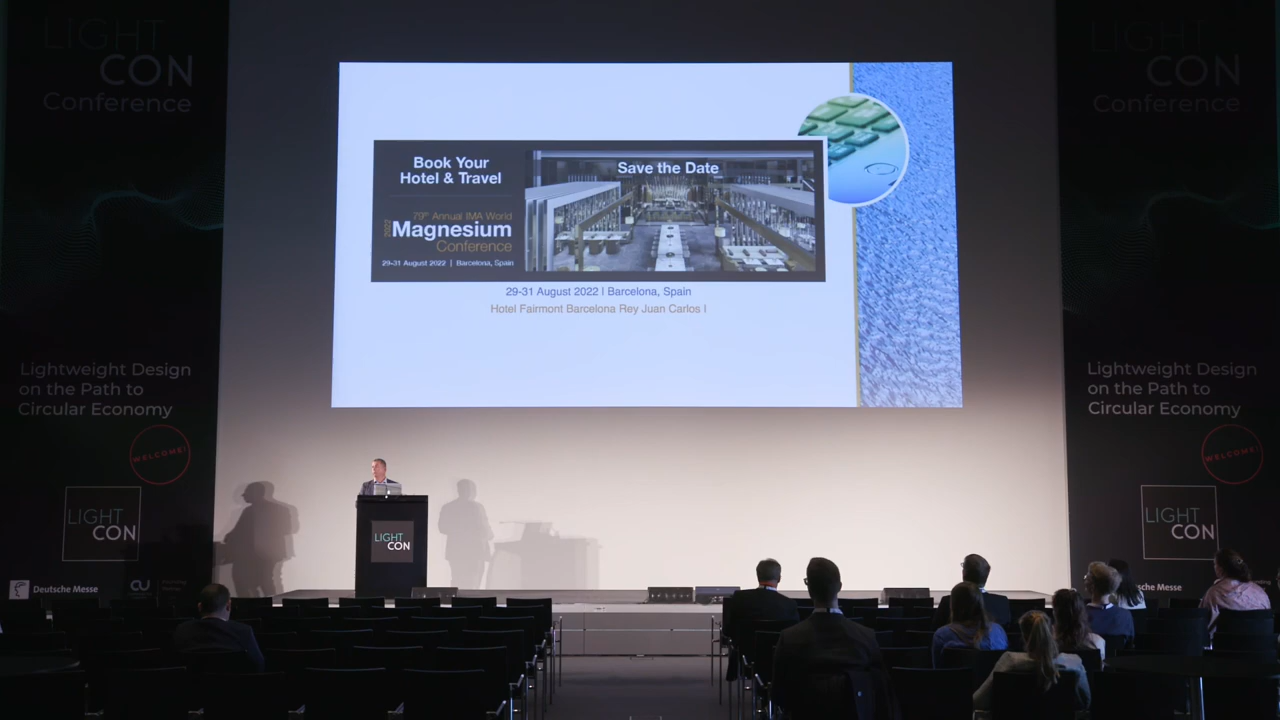 LIGHT
CON
Conference
Lightweight Design
on the Path to
Circular Economy
WELCOME!
LIGHT
CON
Deutsche Messe
Book Your
Hotel & Travel
79th Annual IMA World
2022
Magnesium
Conference
29-31 August 2022 | Barcelona, Spain
Save the Date
29-31 August 2022 I Barcelona, Spain
Hotel Fairmont Barcelona Rey Juan Carlos I
LIGHT
CON
LIGHT
CON
Conference
Lightweight Design
on the Path to
Circular Economy
WELCOME!
LIGHT
CON
Messe